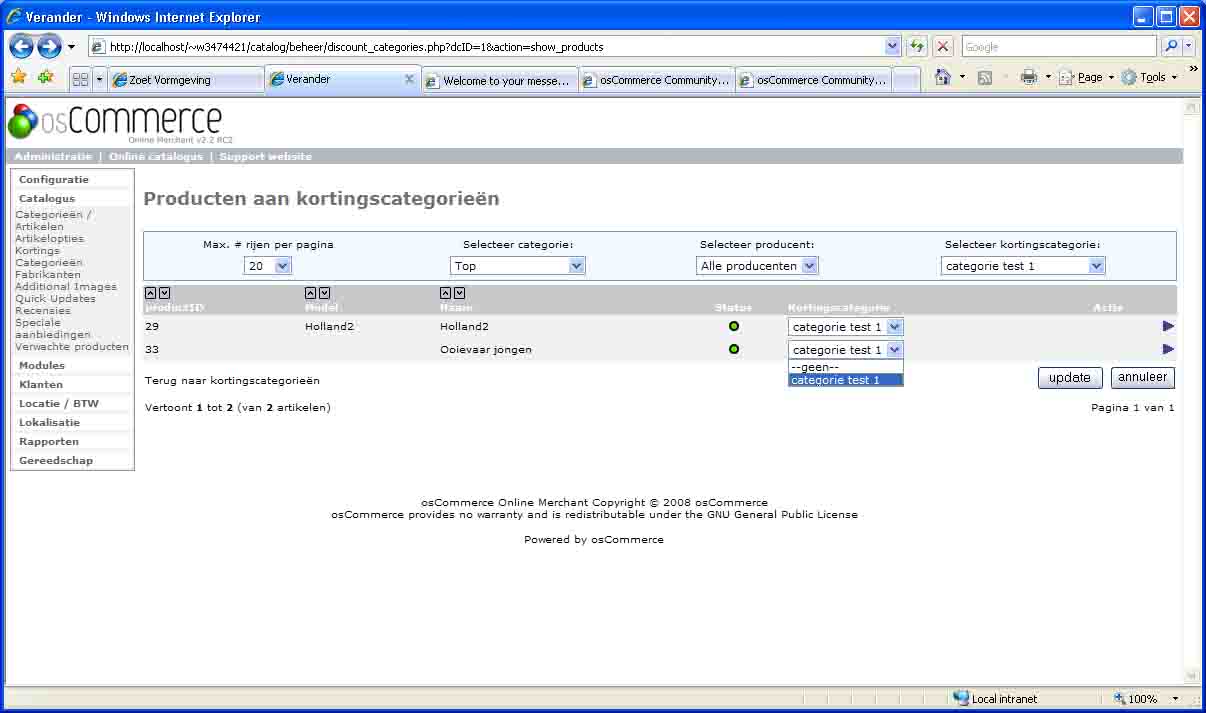 Verander - Windows Internet Explorer
http://localhost/~w3474421/catalog/beheer/discount_categories.php?dcID=1&action=show_products
Google
Zoet Vormgeving
Verander
Welcome to your messe...
osCommerce Community...
osCommerce Community...
Page
Tools
osCommerce
Online Merchant v2.2 RC2
Administratie | Online catalogus | Support website
Configuratie
Catalogus
Categorieën /
Artikelen
Artikelopties
Kortings
Categorieën
Fabrikanten
Additional Images
Quick Updates
Recensies
Speciale
aanbiedingen
Verwachte producten
Modules
Klanten
Locatie / BTW
Lokalisatie
Rapporten
Gereedschap
Producten aan kortingscategorieën
Max. # rijen per pagina
Selecteer categorie:
Selecteer producent:
Selecteer kortingscategorie:
20
Top
Alle producenten
categorie test 1
productID
Model
Naam
Status
Kortingscategorie
Actie
29
Holland2
Holland2
categorie test 1
33
Ooievaar jongen
categorie test 1
--geen--
categorie test 1
Terug naar kortingscategorieën
update
annuleer
Vertoont 1 tot 2 (van 2 artikelen)
Pagina 1 van 1
osCommerce Online Merchant Copyright © 2008 osCommerce
osCommerce provides no warranty and is redistributable under the GNU General Public License
Powered by osCommerce
Local intranet
100%